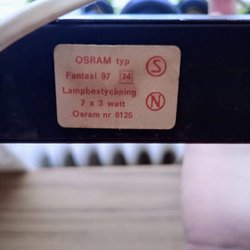 OSRAM typ
Fantasi 97 74
Lampbestyckning
7 x 3 watt
Osram nr 6125
S
N